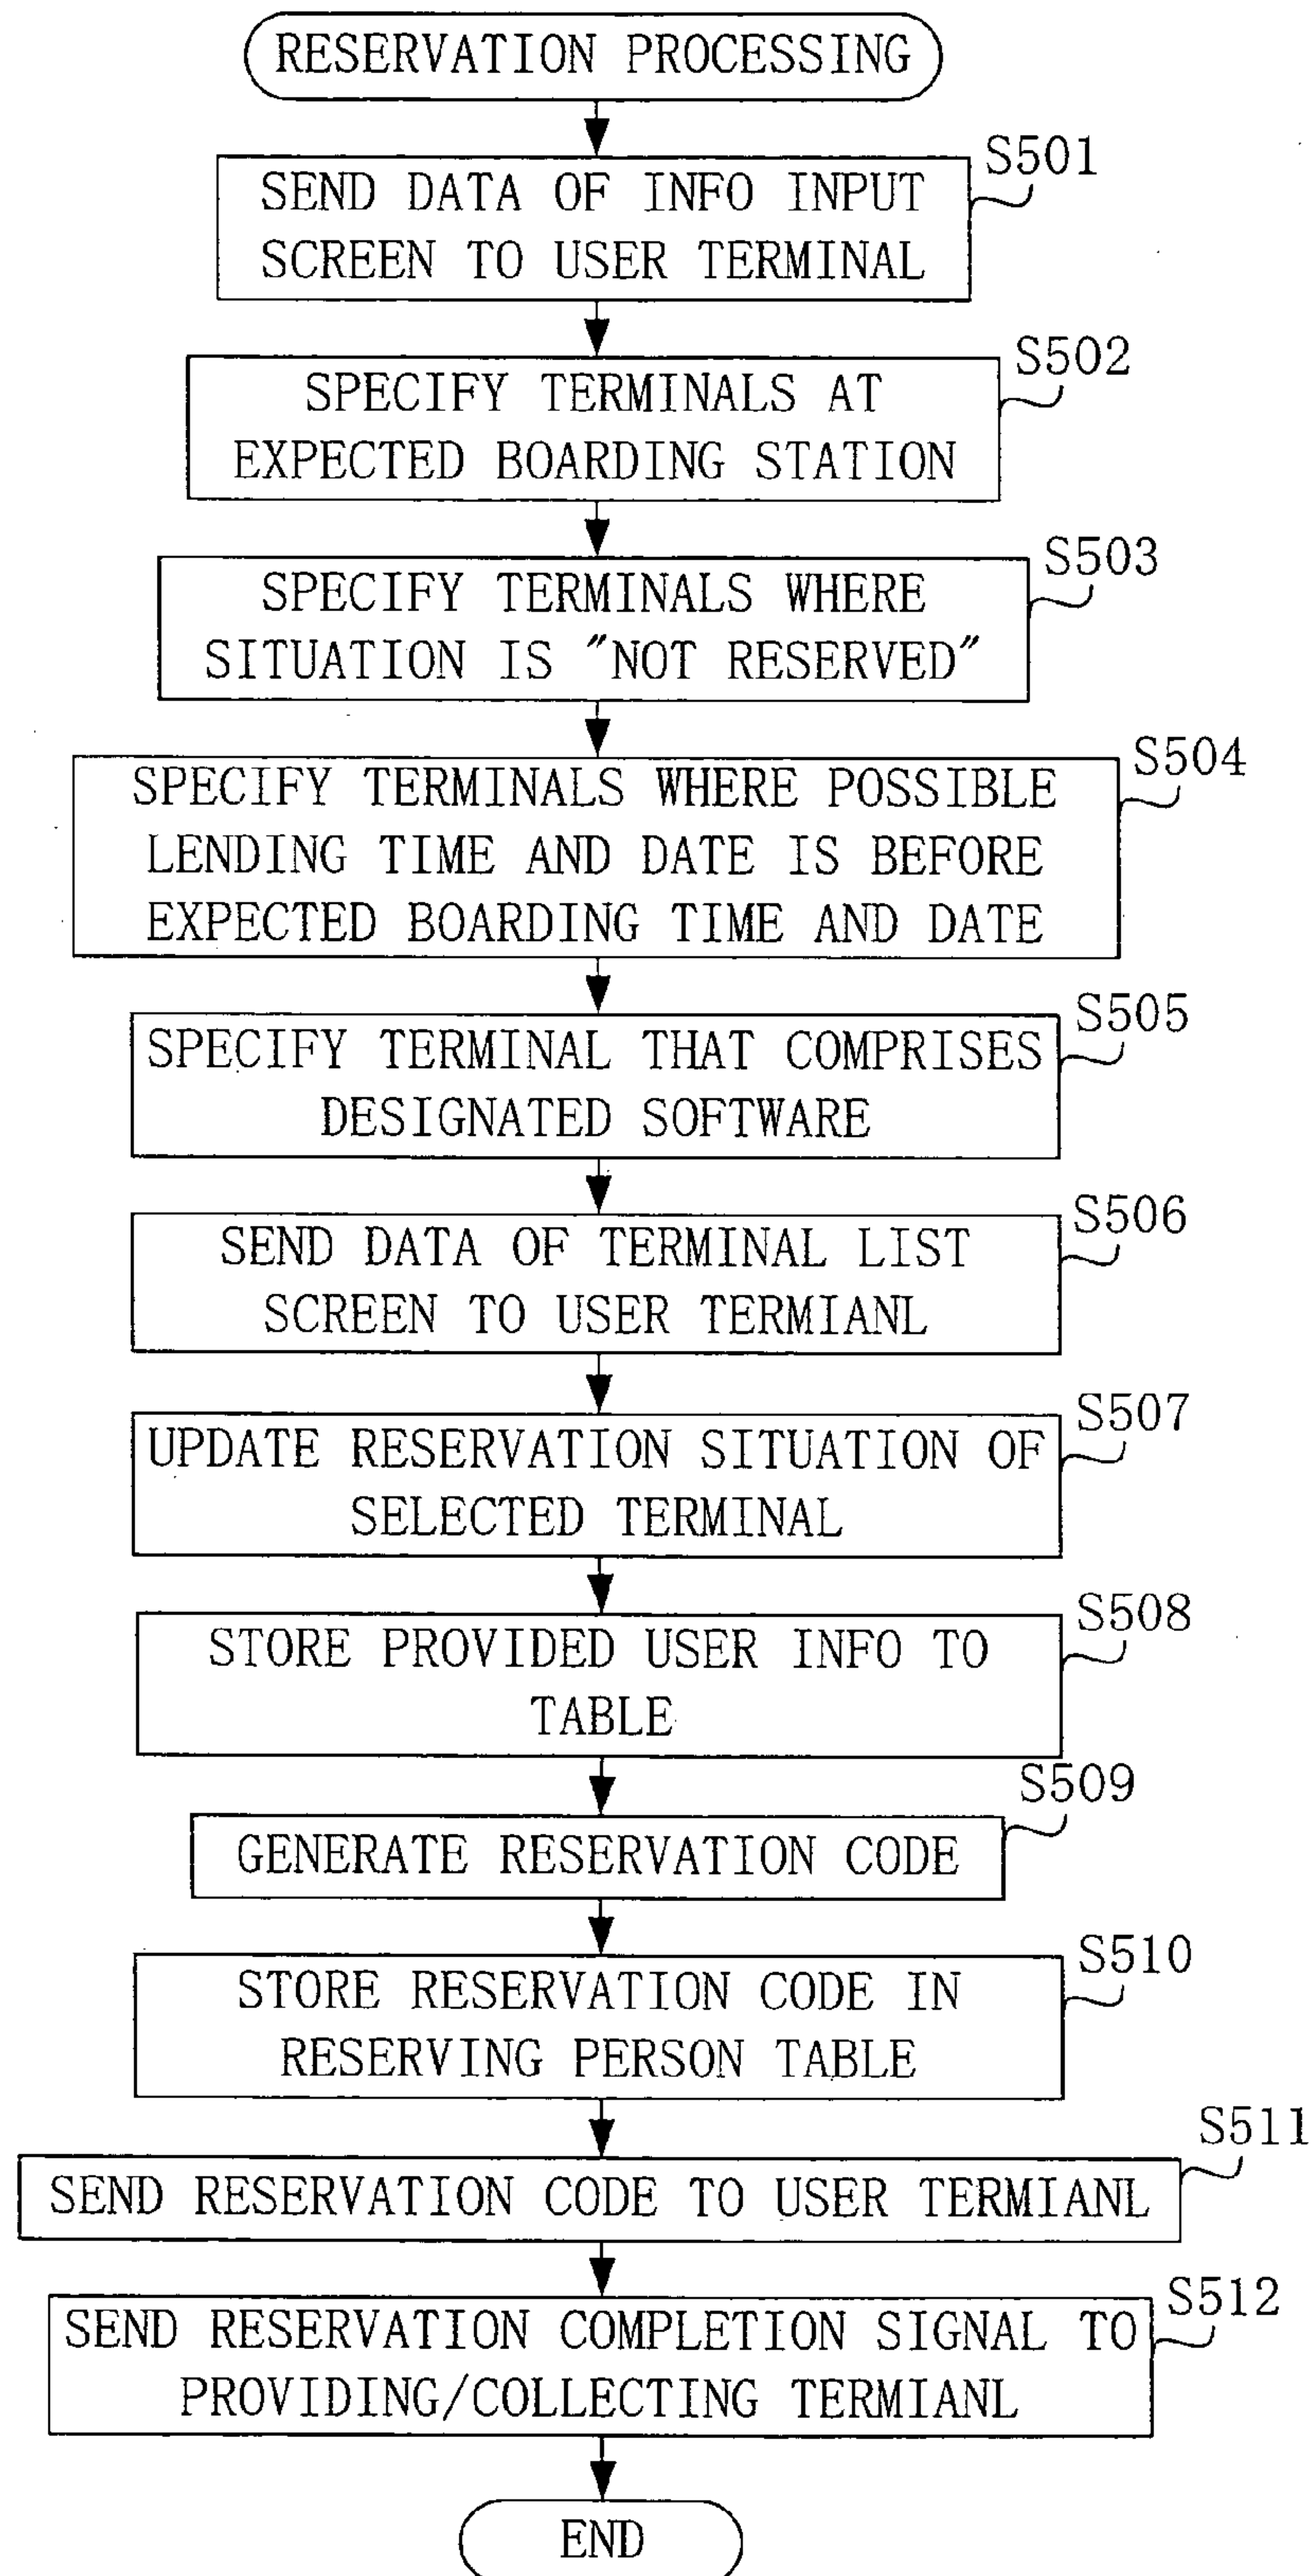 RESERVATION PROCESSING
S501
SEND DATA OF INFO INPUT
SCREEN TO USER TERMINAL
S502
SPECIFY TERMINALS AT
EXPECTED BOARDING STATION
S503
SPECIFY TERMINALS WHERE
SITUATION IS "NOT RESERVED"
S504
SPECIFY TERMINALS WHERE POSSIBLE
LENDING TIME AND DATE IS BEFORE
EXPECTED BOARDING TIME AND DATE
S505
SPECIFY TERMINAL THAT COMPRISES
DESIGNATED SOFTWARE
S506
SEND DATA OF TERMINAL LIST
SCREEN TO USER TERMIANL
S507
UPDATE RESERVATION SITUATION OF
SELECTED TERMINAL
S508
STORE PROVIDED USER INFO TO
TABLE
S509
GENERATE RESERVATION CODE
S510
STORE RESERVATION CODE IN
RESERVING PERSON TABLE
S511
SEND RESERVATION CODE TO USER TERMIANL
S512
SEND RESERVATION COMPLETION SIGNAL TO
PROVIDING/COLLECTING TERMIANL
END